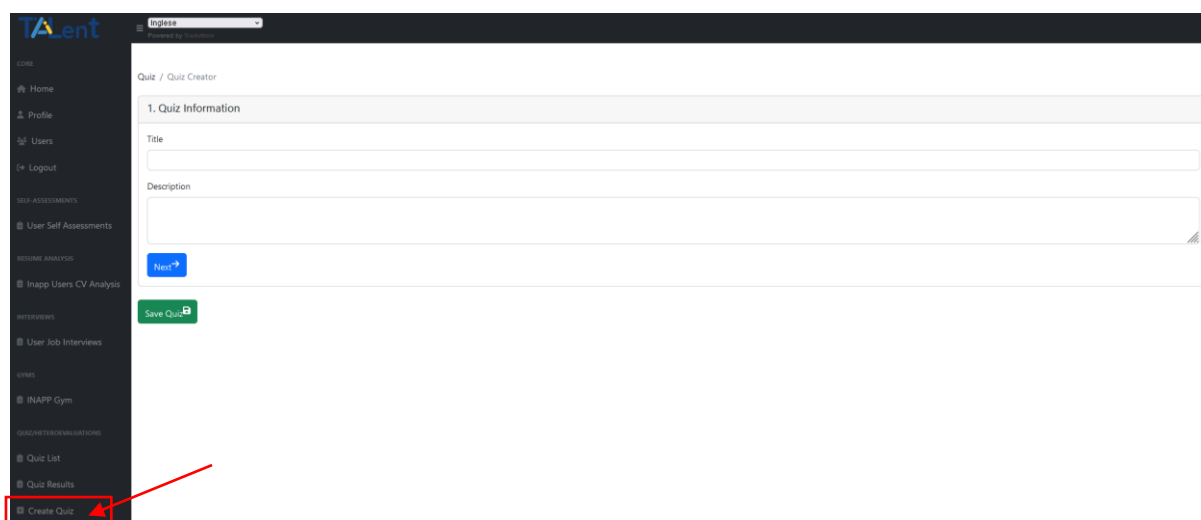 TALent
Inglese
Powered by Traduttore
CORE
Home
Profile
Users
Logout
SELF-ASSESSMENTS
User Self Assessments
RESUME ANALYSIS
Inapp Users CV Analysis
INTERVIEWS
User Job Interviews
GYMS
INAPP Gym
QUIZ/HETEROEVALUATIONS
Quiz List
Quiz Results
Create Quiz
Quiz / Quiz Creator
1. Quiz Information
Title
Description
Next
Save Quiz